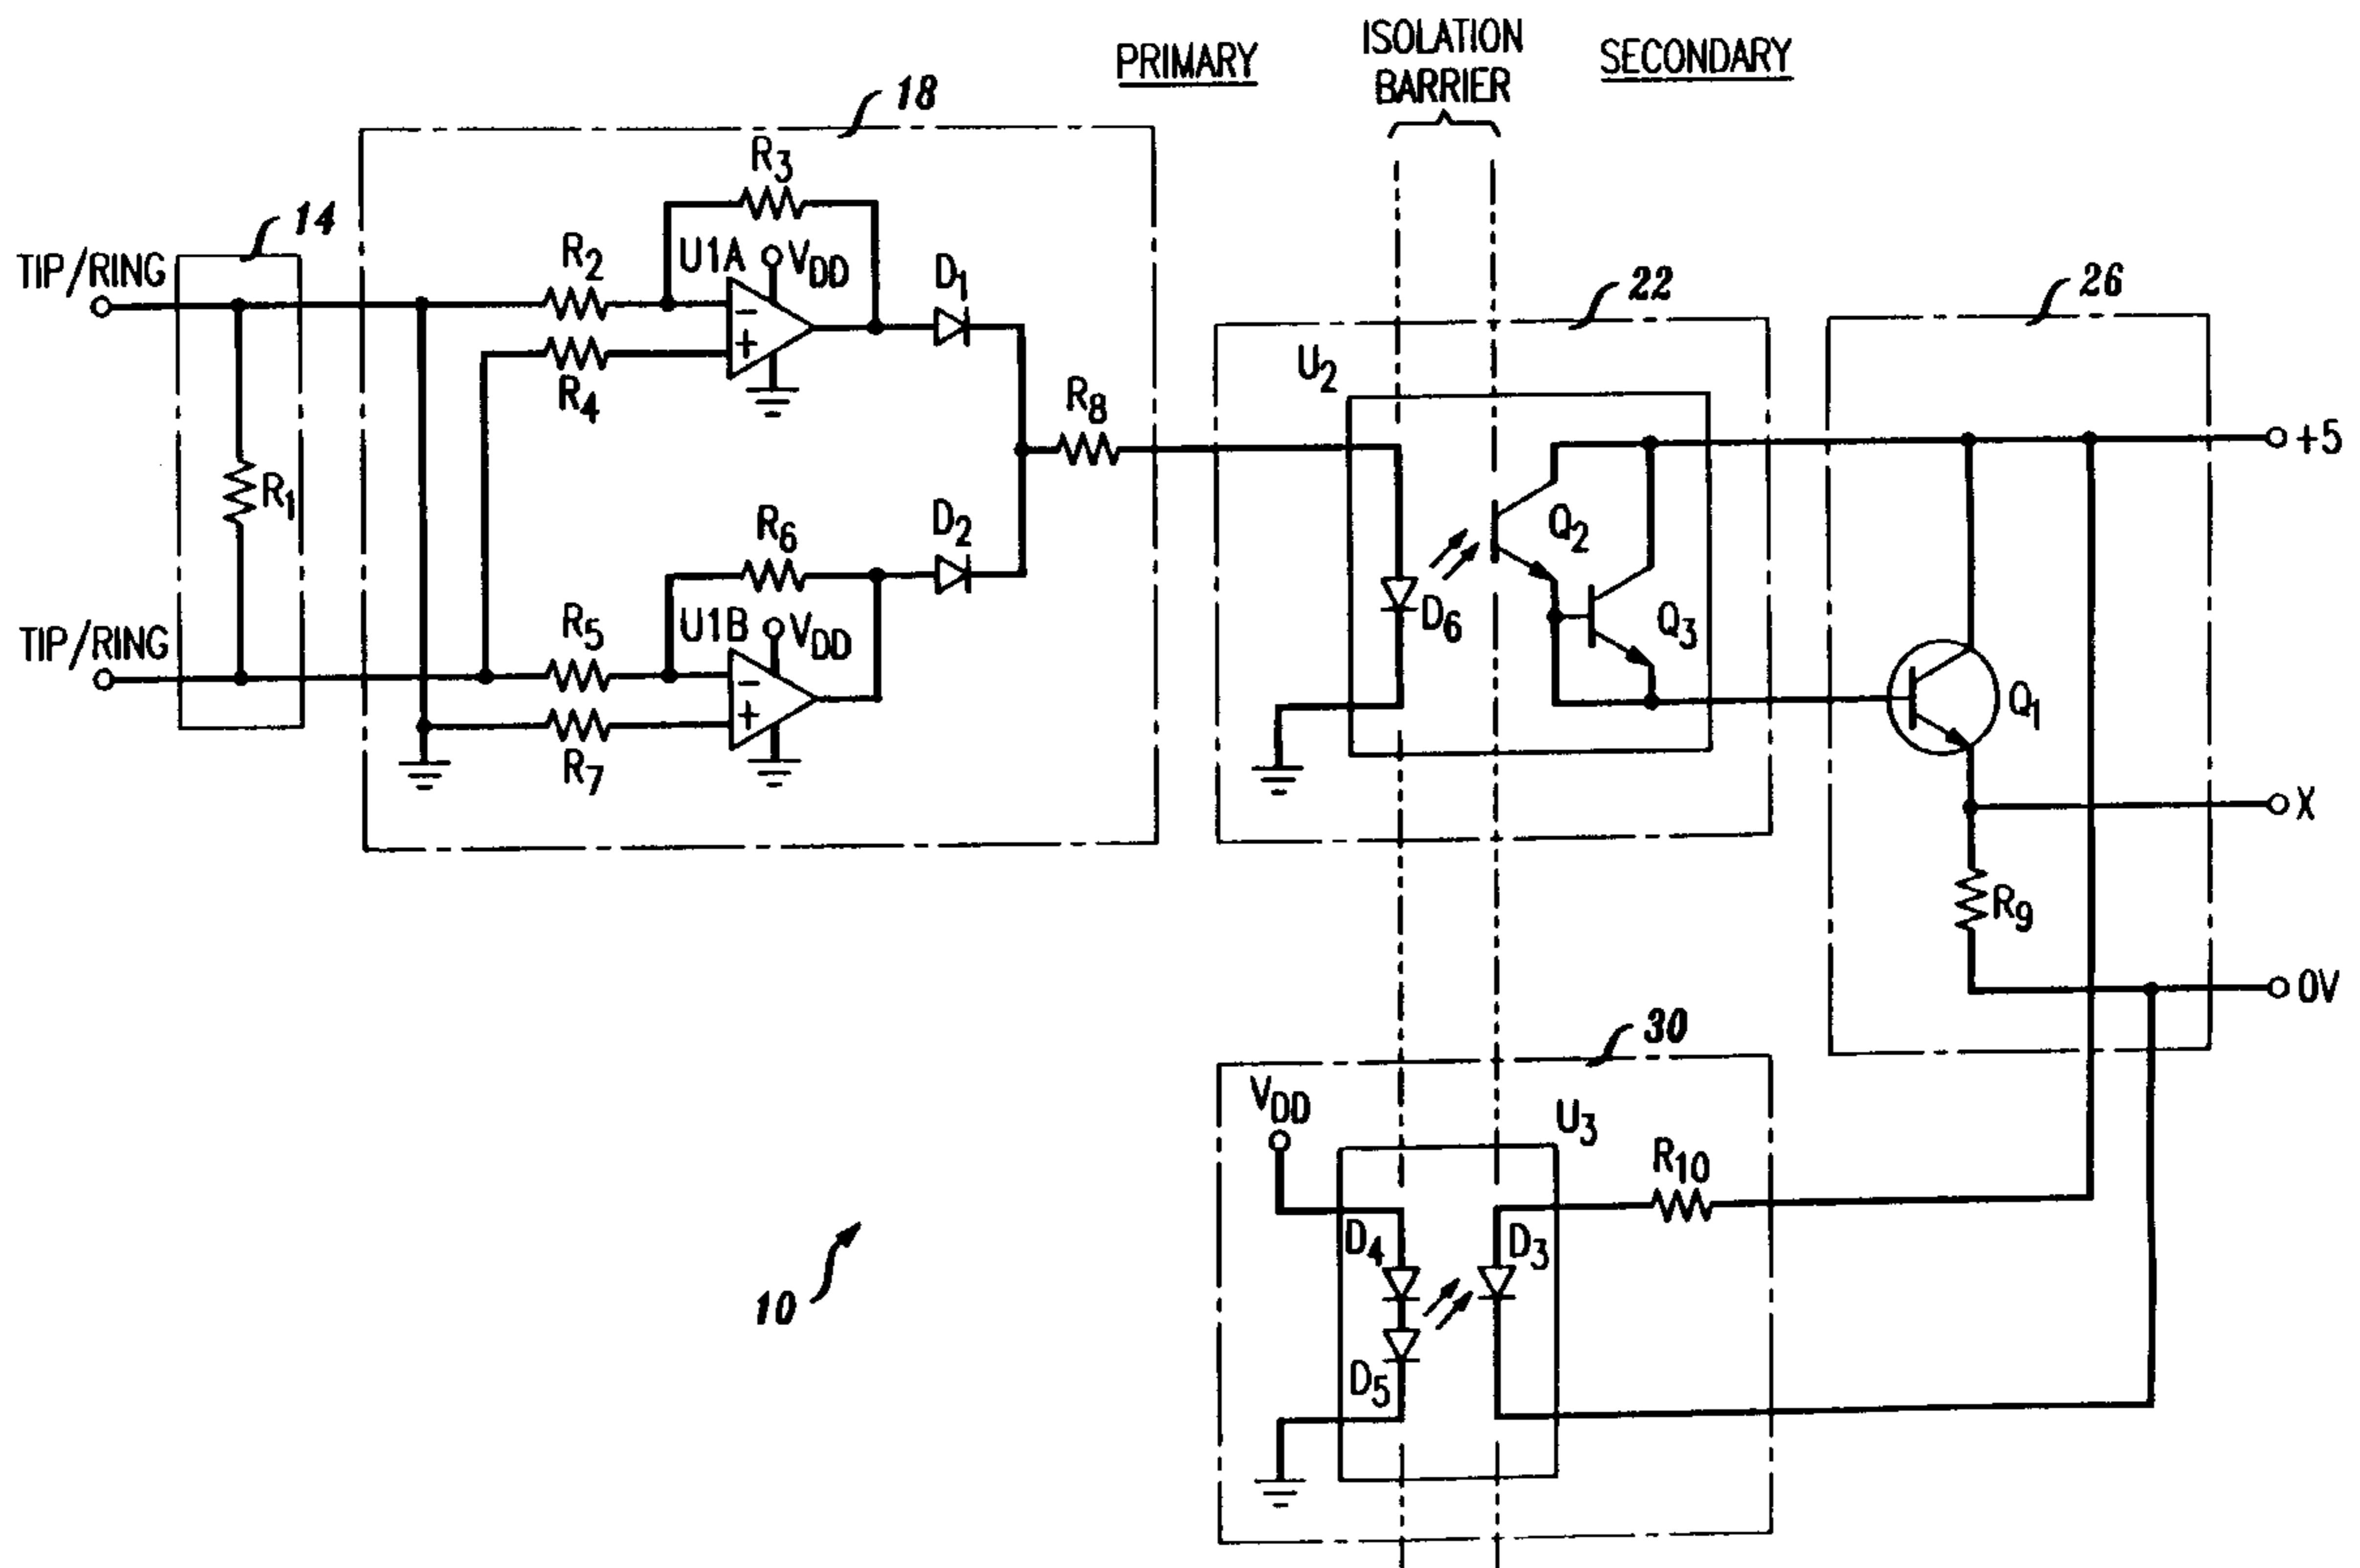 PRIMARY
ISOLATION
BARRIER
SECONDARY
18
14
R3
TIP/RING
R2
U1A
VDD
D1
R4
22
26
U2
R8
+5
R1
Q2
D2
R6
D6
Q3
TIP/RING
R5
U1B
VDD
Q1
R7
X
R9
0V
30
VDD
U3
R10
D4
D3
10
D5